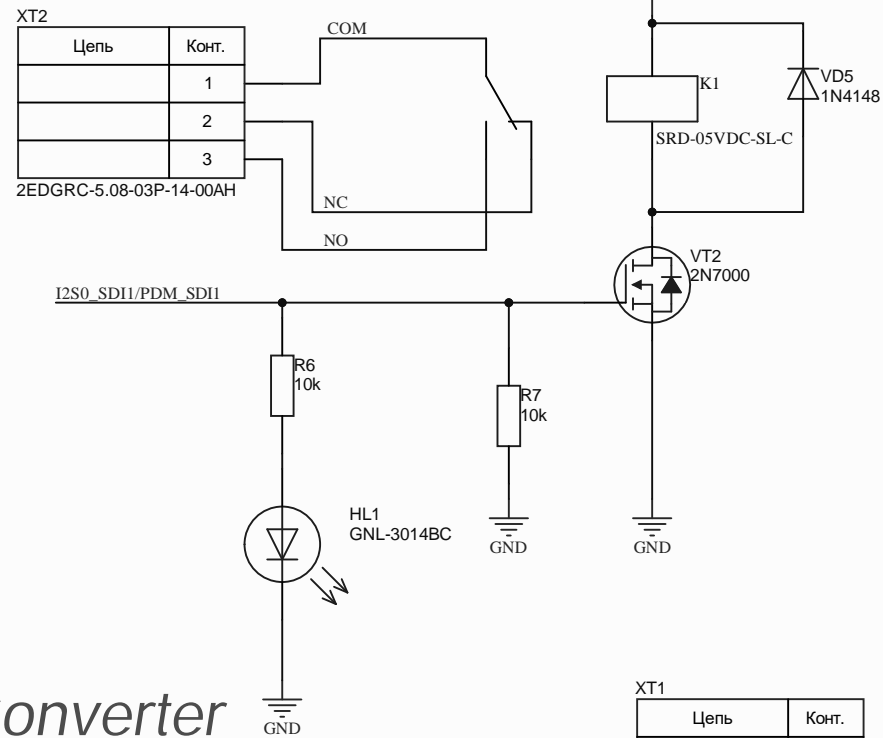 XT2
Цепь Конт.
1
2
3
2EDGRC-5.08-03P-14-00AH
COM
NC
NO
K1
SRD-05VDC-SL-C
VD5
1N4148
VT2
2N7000
I2S0_SDI1/PDM_SDI1
R6
10k
R7
10k
HL1
GNL-3014BC
GND
GND
GND
onverter
XT1
Цепь Конт.